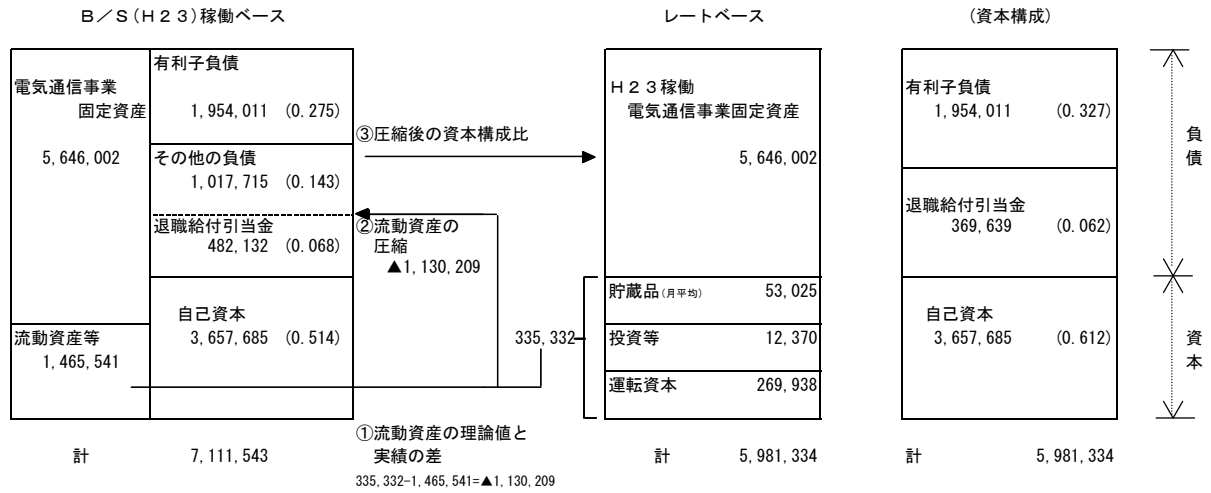 B/S(H23)稼働ベース
電気通信事業
固定資産
5,646,002
流動資産等
1,465,541
有利子負債
1,954,011 (0.275)
その他の負債
1,017,715 (0.143)
退職給付引当金
482,132 (0.068)
自己資本
3,657,685 (0.514)
計 7,111,543
③圧縮後の資本構成比
②流動資産の
圧縮
▲1,130,209
335,332
①流動資産の理論値と
実績の差
335,332-1,465,541=▲1,130,209
レートベース
H23稼働
電気通信事業固定資産
5,646,002
貯蔵品(月平均) 53,025
投資等 12,370
運転資本 269,938
計 5,981,334
(資本構成)
有利子負債
1,954,011 (0.327)
退職給付引当金
369,639 (0.062)
自己資本
3,657,685 (0.612)
計 5,981,334
負債
資本